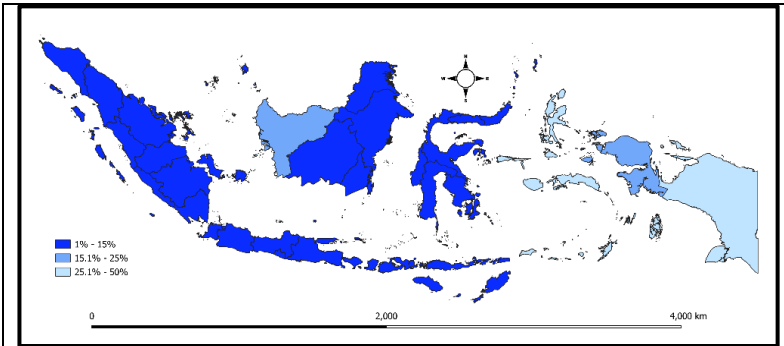 N
W E
S
1% - 15%
15.1% - 25%
25.1% - 50%
0 2,000 4,000 km